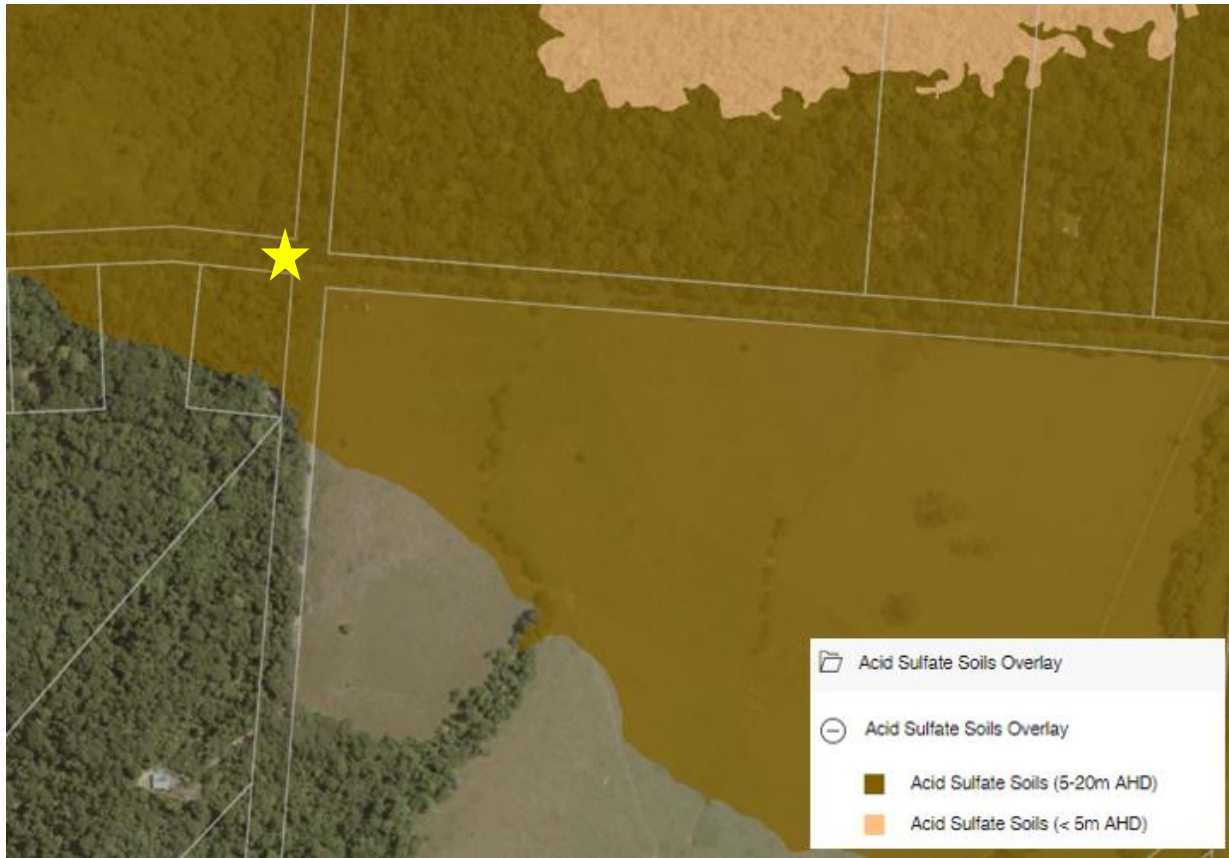 Acid Sulfate Soils Overlay
Acid Sulfate Soils Overlay
Acid Sulfate Soils (5-20m AHD)
Acid Sulfate Soils (< 5m AHD)